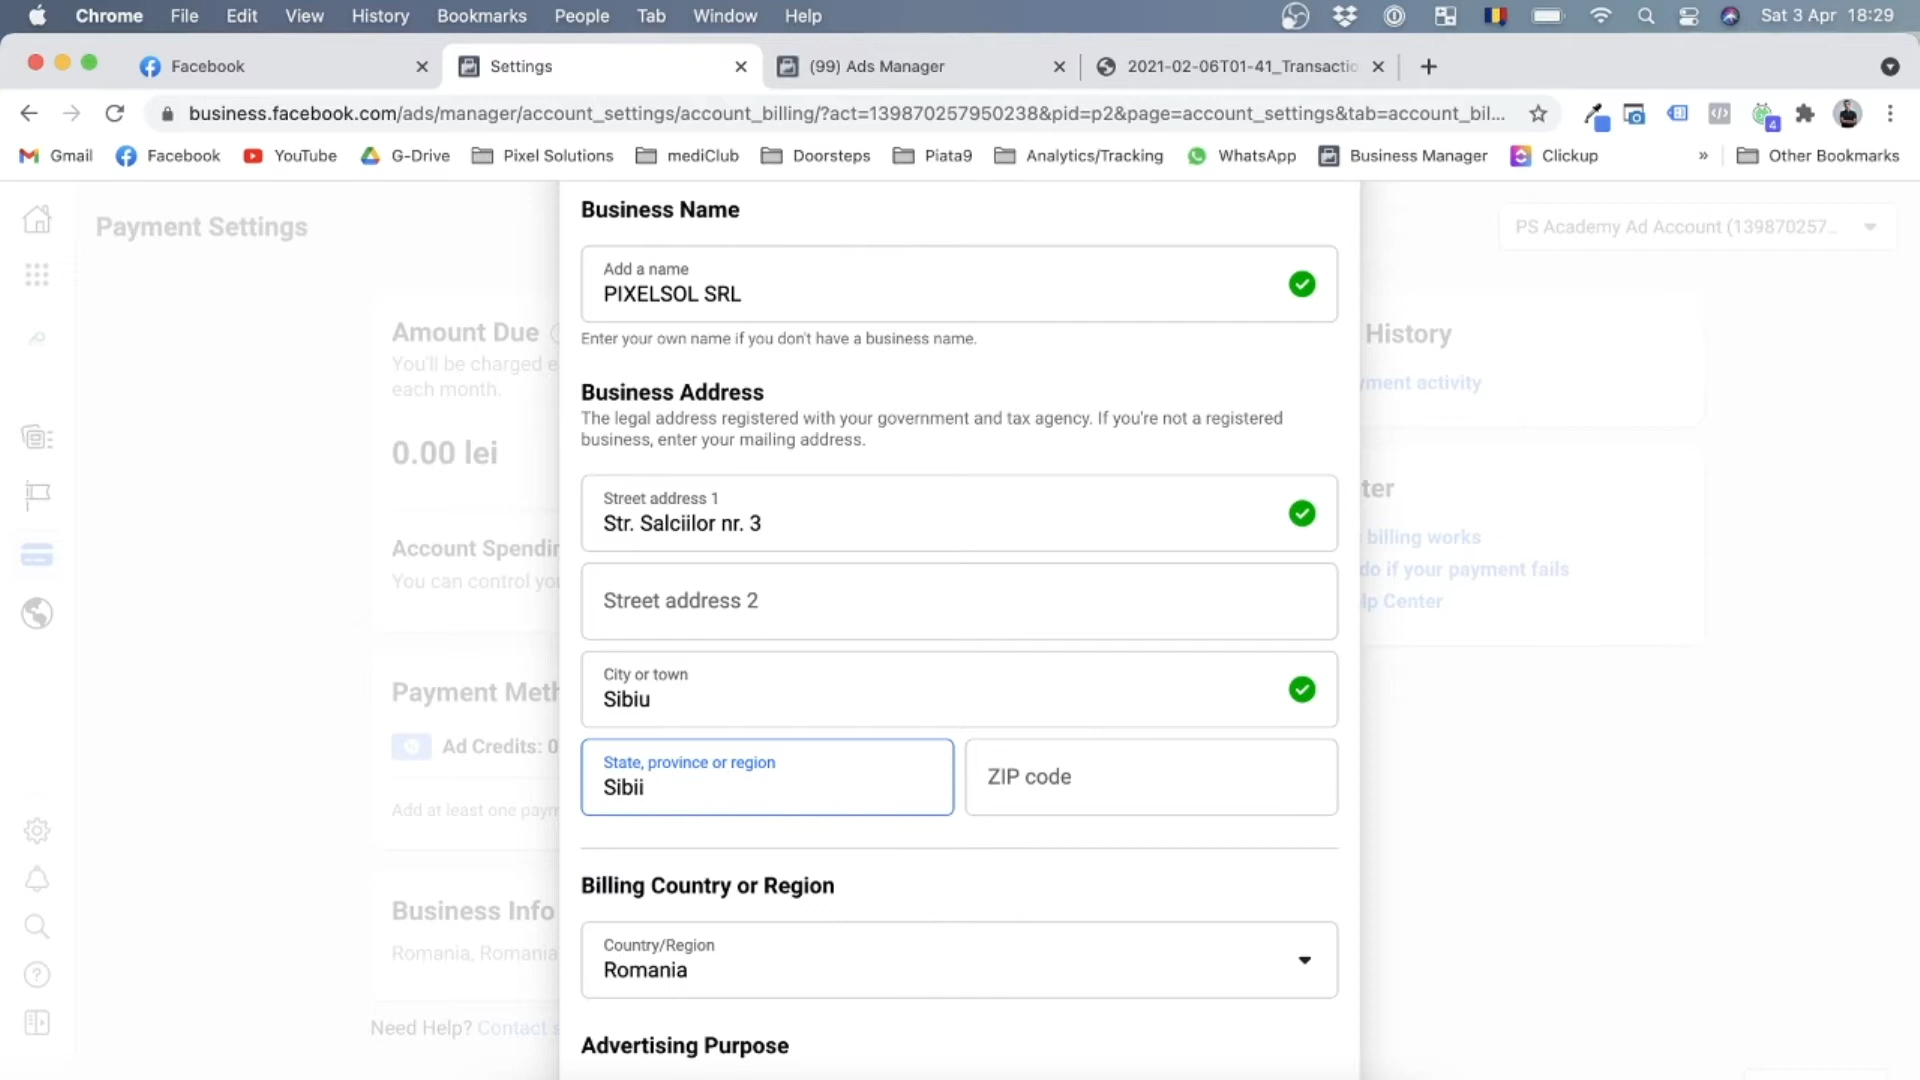 Chrome File Edit View History Bookmarks People Tab Window Help Sat 3 Apr 18:29
Facebook Settings (99) Ads Manager 2021-02-06T01-41_Transactio
business.facebook.com/ads/manager/account_settings/account_billing/?act=139870257950238&pid=p2&page=account_settings&tab=account_bil...
4
Gmail Facebook YouTube G-Drive Pixel Solutions mediClub Doorsteps Piata9 Analytics/Tracking WhatsApp Business Manager Clickup » Other Bookmarks
Payment Settings
PS Academy Ad Account (139870257...
Amount Due
You'll be charged e
each month.
0.00 lei
Account Spendin
You can control you
Payment Meth
Ad Credits: 0
Add at least one paym
Business Info
Romania, Romania
Need Help? Contact s
Business Name
Add a name
PIXELSOL SRL
Enter your own name if you don't have a business name.
Business Address
The legal address registered with your government and tax agency. If you're not a registered
business, enter your mailing address.
Street address 1
Str. Salciilor nr. 3
Street address 2
City or town
Sibiu
State, province or region
Sibii
ZIP code
Billing Country or Region
Country/Region
Romania
Advertising Purpose
History
yment activity
ter
billing works
do if your payment fails
lp Center